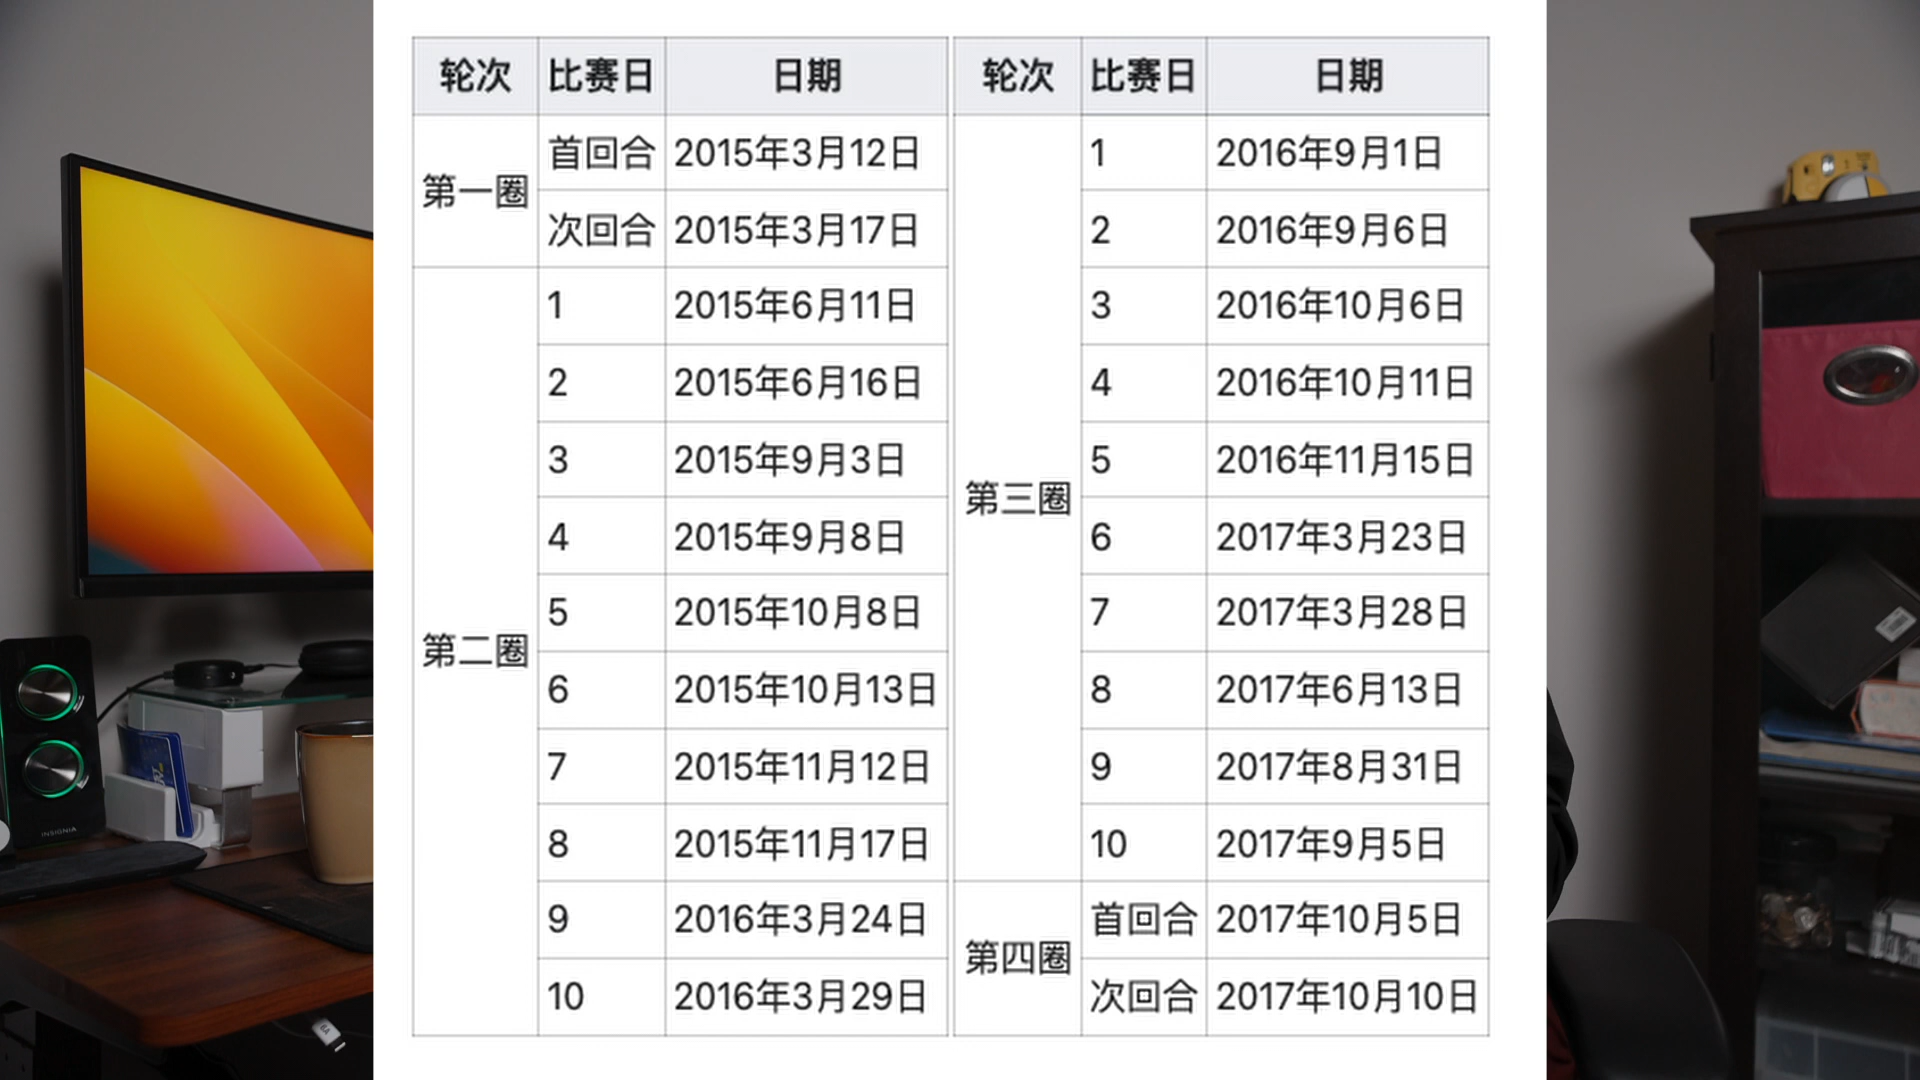 轮次 比赛日 日期
第一圈 首回合 2015年3月12日
次回合 2015年3月17日
第二圈 1 2015年6月11日
2 2015年6月16日
3 2015年9月3日
4 2015年9月8日
5 2015年10月8日
6 2015年10月13日
7 2015年11月12日
8 2015年11月17日
9 2016年3月24日
10 2016年3月29日
轮次 比赛日 日期
第三圈 1 2016年9月1日
2 2016年9月6日
3 2016年10月6日
4 2016年10月11日
5 2016年11月15日
6 2017年3月23日
7 2017年3月28日
8 2017年6月13日
9 2017年8月31日
10 2017年9月5日
第四圈 首回合 2017年10月5日
次回合 2017年10月10日
INSIGNIA